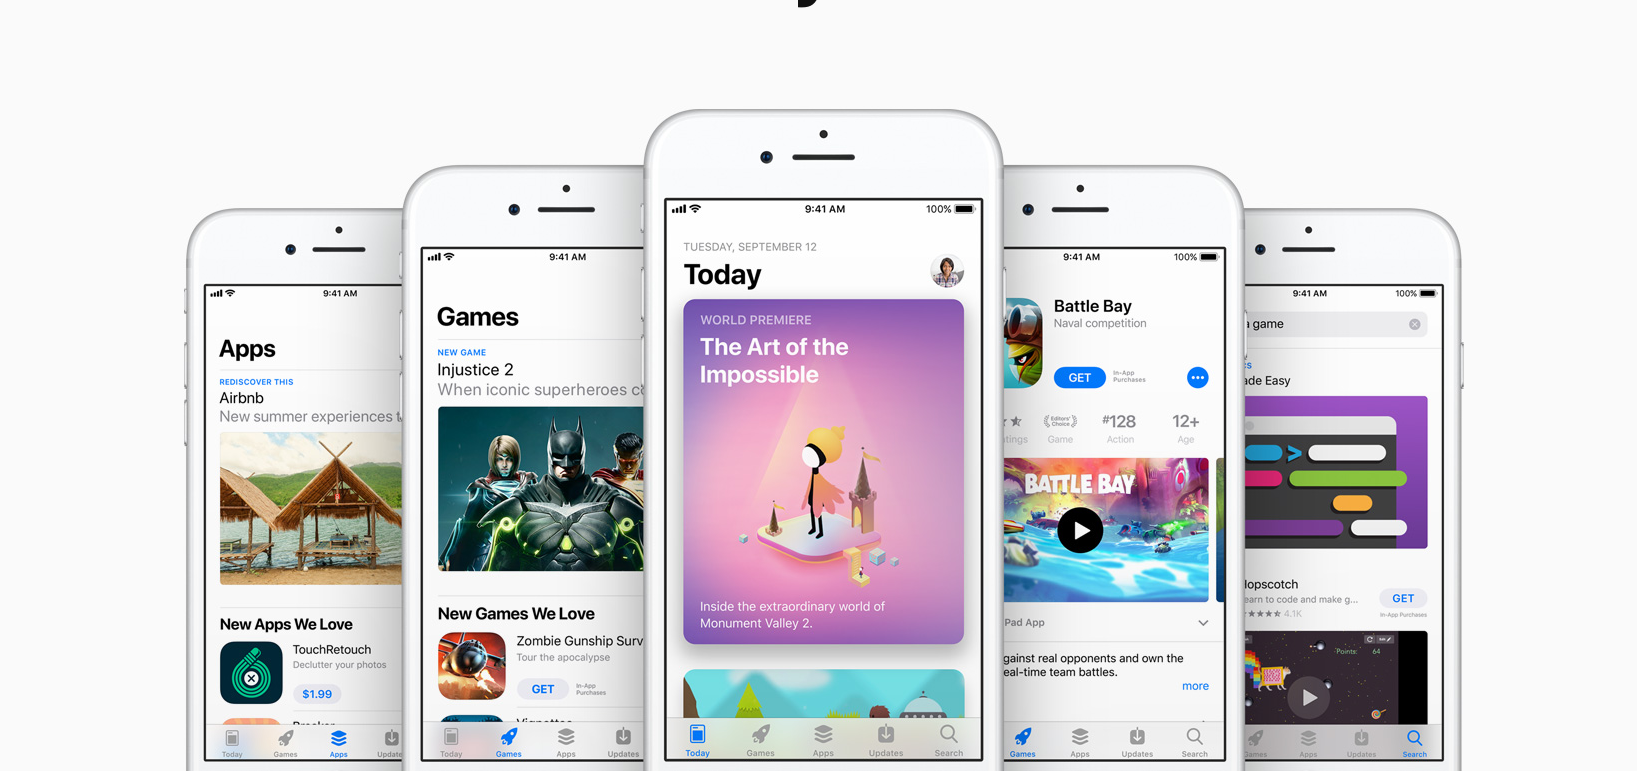 9:41 AM
Apps
REDISCOVER THIS
Airbnb
New summer experiences
New Apps We Love
TouchRetouch
Declutter your photos
$1.99
Today
Games
Apps
9:41 AM
Games
NEW GAME
Injustice 2
When iconic superheroes
New Games We Love
Zombie Gunship Surv
Tour the apocalypse
GET
In-App
Purchases
Today
Games
Apps
Updates
9:41 AM
100%
TUESDAY, SEPTEMBER 12
Today
WORLD PREMIERE
The Art of the
Impossible
Inside the extraordinary world of
Monument Valley 2.
Today
Games
Apps
Updates
Search
9:41 AM
100%
Battle Bay
Naval competition
GET
In-App
Purchases
Editors'
Choice
#128
12+
tings
Game
Action
Age
BATTLE BAY
Pad App
gainst real opponents and own the
eal-time team battles.
more
Games
Apps
Updates
Search
9:41 AM
100%
a game
ade Easy
>
opscotch
earn to code and make g...
4.1K
GET
In-App Purchases
Points: 64
ames
Apps
Updates
Search